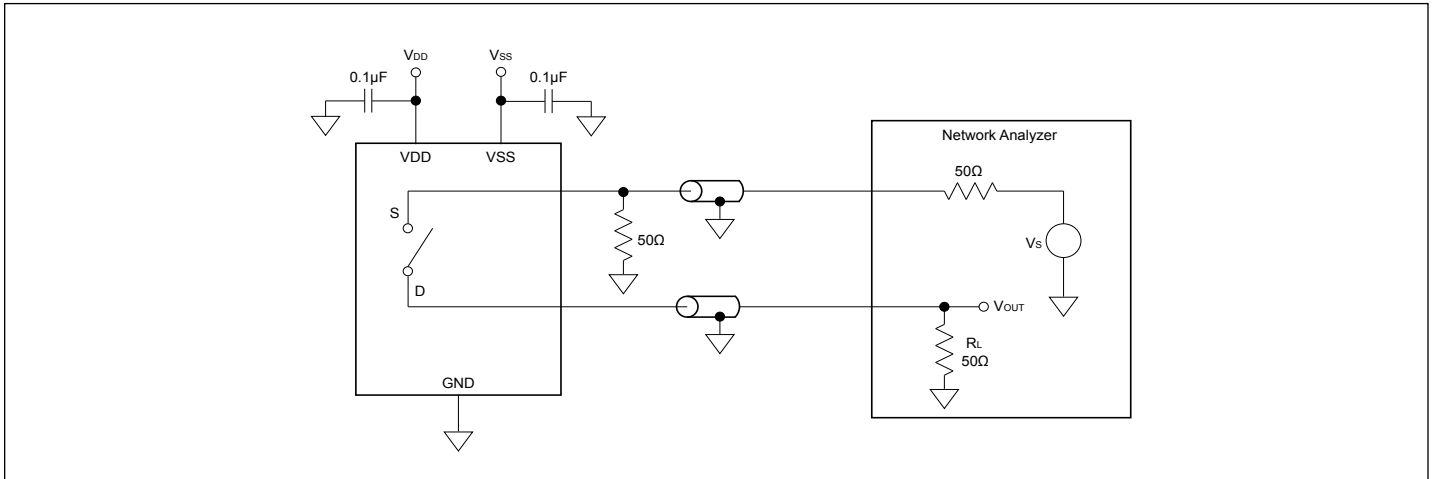 VDD
VSS
0.1µF
0.1µF
VDD
VSS
Network Analyzer
50Ω
S
50Ω
VS
D
VOUT
RL
50Ω
GND